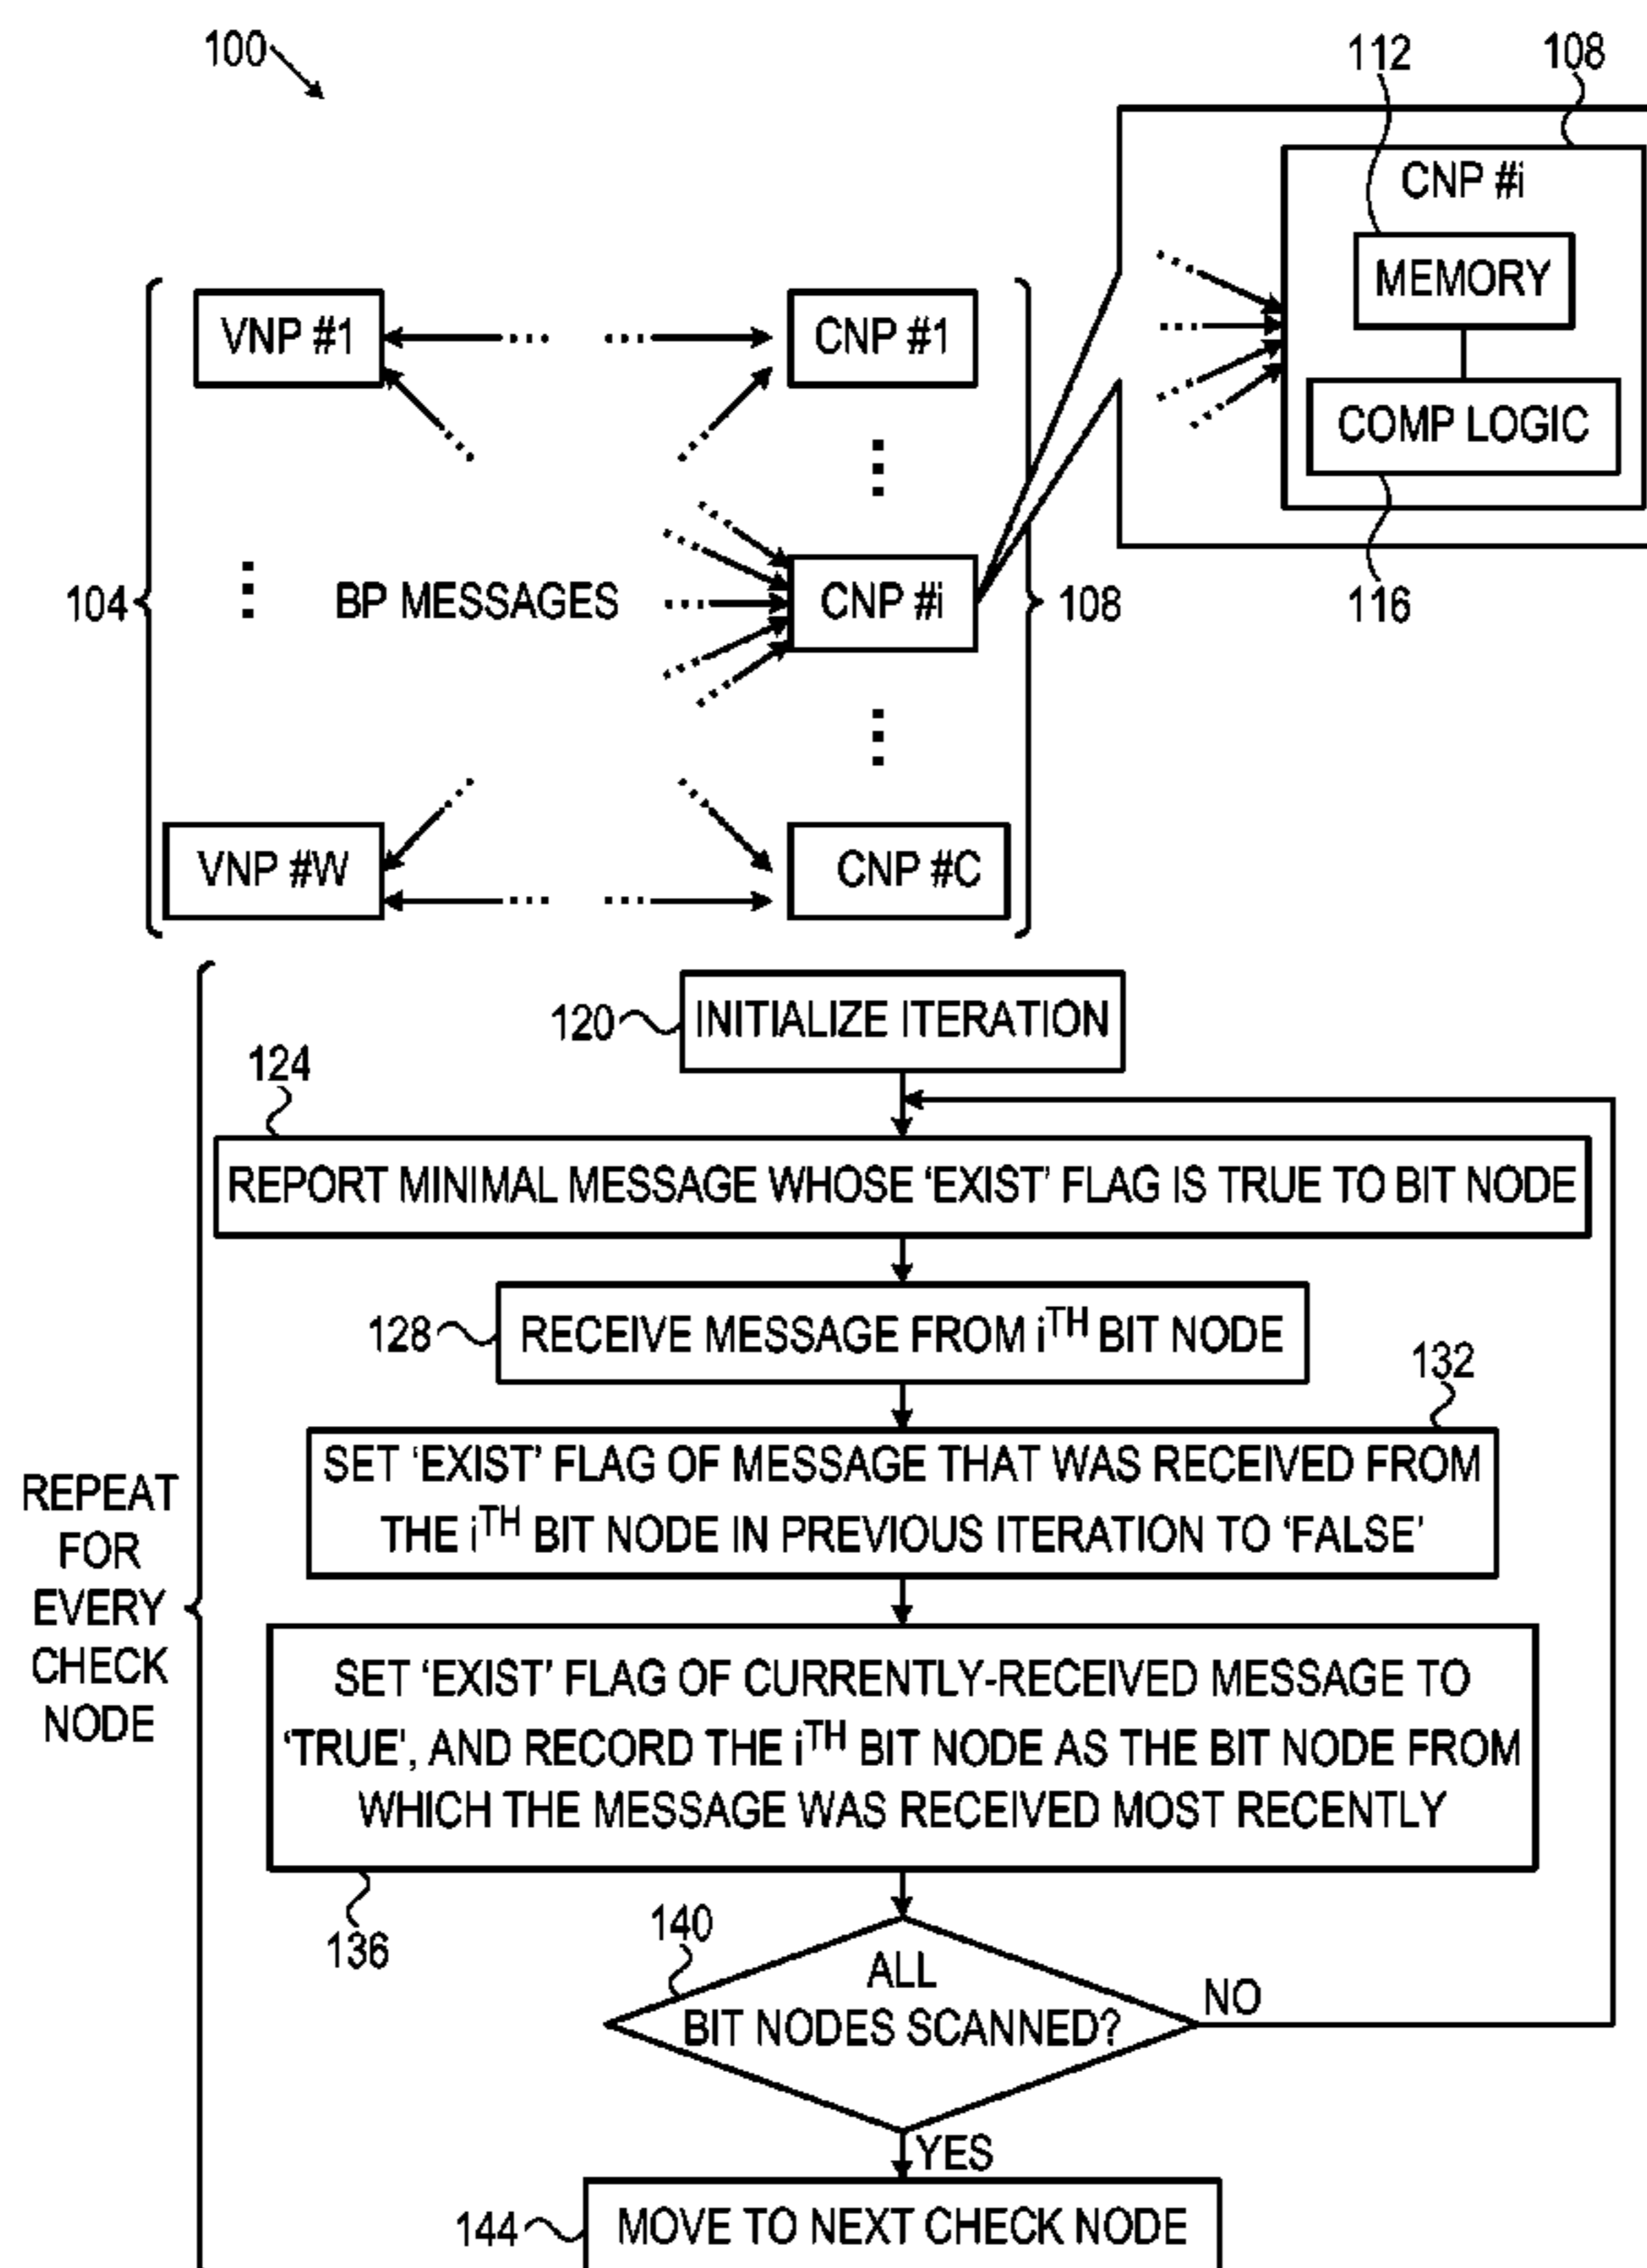 100
112
108
CNP #i
MEMORY
COMP LOGIC
116
VNP #1
CNP #1
104
BP MESSAGES
CNP #i
108
VNP #W
CNP #C
120
INITIALIZE ITERATION
124
REPORT MINIMAL MESSAGE WHOSE ‘EXIST’ FLAG IS TRUE TO BIT NODE
128
RECEIVE MESSAGE FROM iTH BIT NODE
132
SET ‘EXIST’ FLAG OF MESSAGE THAT WAS RECEIVED FROM
THE iTH BIT NODE IN PREVIOUS ITERATION TO ‘FALSE’
REPEAT
FOR
EVERY
CHECK
NODE
SET ‘EXIST’ FLAG OF CURRENTLY-RECEIVED MESSAGE TO
‘TRUE’, AND RECORD THE iTH BIT NODE AS THE BIT NODE FROM
WHICH THE MESSAGE WAS RECEIVED MOST RECENTLY
136
140
ALL
BIT NODES SCANNED?
NO
YES
144
MOVE TO NEXT CHECK NODE